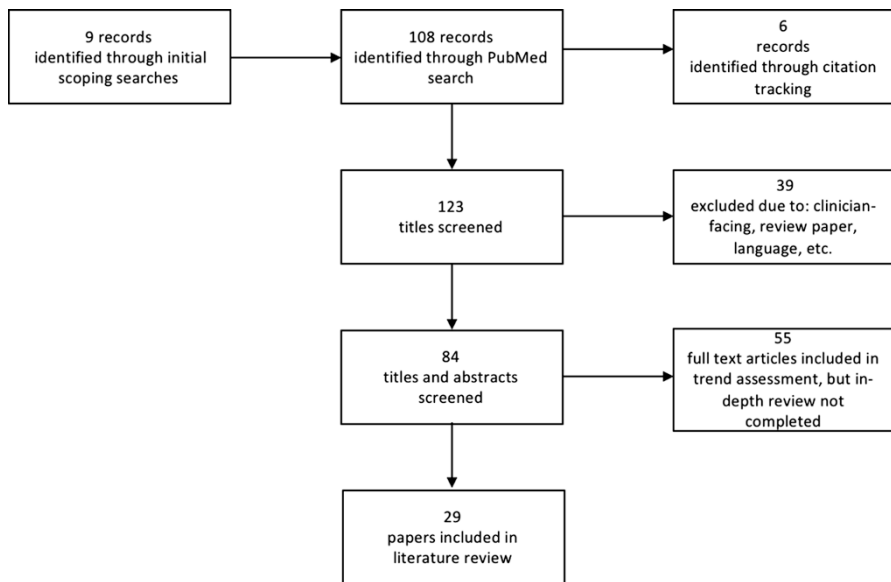 9 records
identified through initial
scoping searches
108 records
identified through PubMed
search
6
records
identified through citation
tracking
123
titles screened
39
excluded due to: clinician-
facing, review paper,
language, etc.
84
titles and abstracts
screened
55
full text articles included in
trend assessment, but in-
depth review not
completed
29
papers included in
literature review